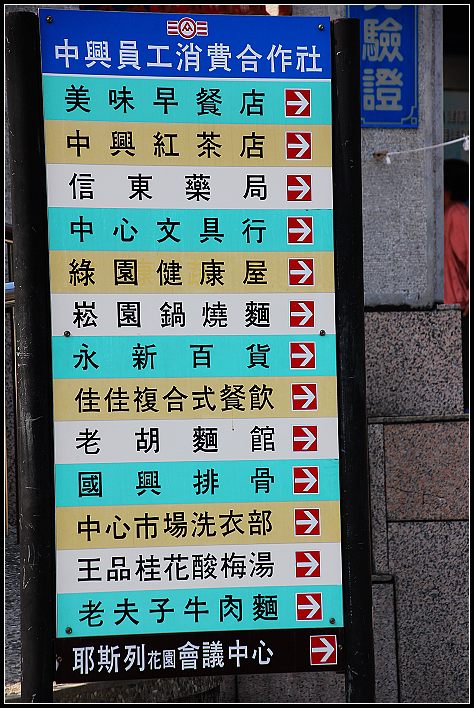 中興員工消費合作社
美味早餐店
中興紅茶店
信東藥局
中心文具行
綠園健康屋
崧園鍋燒麵
永新百貨
佳佳複合式餐飲
老胡麵館
國興排骨
中心市場洗衣部
王品桂花酸梅湯
老夫子牛肉麵
耶斯列花園會議中心
驗證